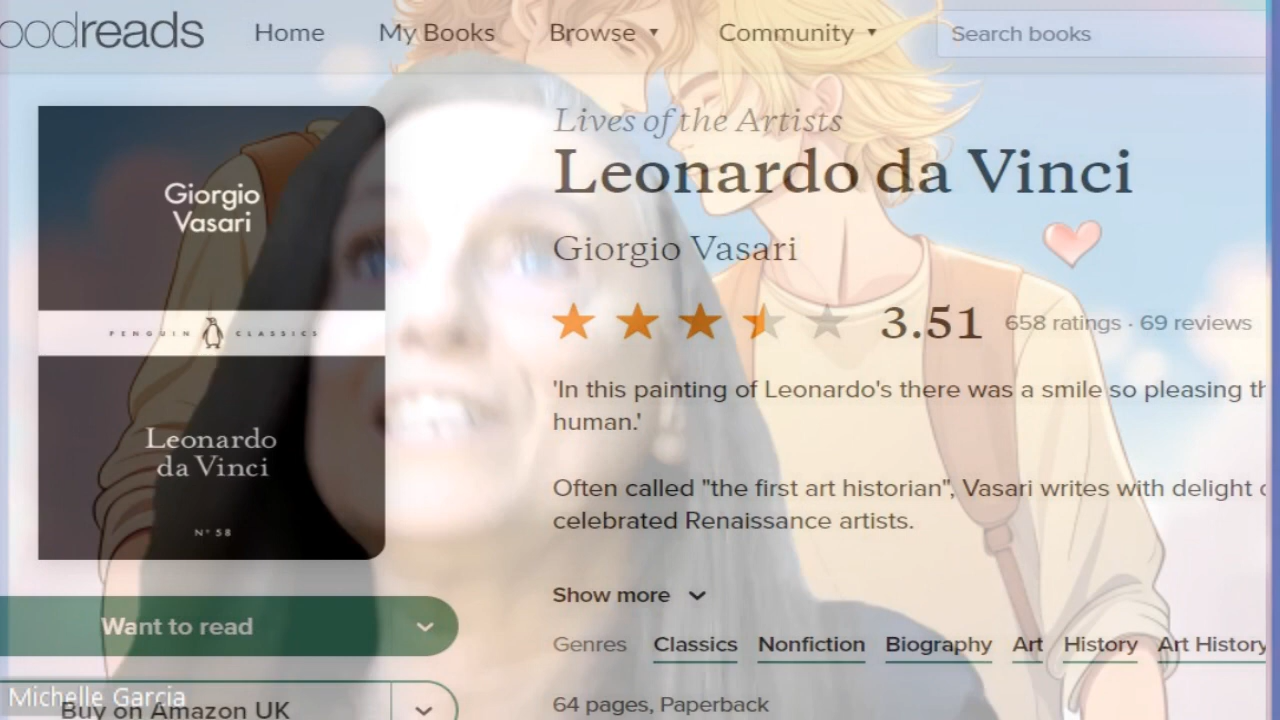 oodreads
Home
My Books
Browse
Community
Search books
Giorgio
Vasari
PENGUIN CLASSICS
Leonardo
da Vinci
N° 58
Lives of the Artists
Leonardo da Vinci
Giorgio Vasari
3.51
658 ratings · 69 reviews
'In this painting of Leonardo's there was a smile so pleasing th
human.'
Often called "the first art historian", Vasari writes with delight
celebrated Renaissance artists.
Show more
Genres Classics Nonfiction Biography Art History Art History
64 pages, Paperback
Want to read
Michelle Garcia
Buy on Amazon UK